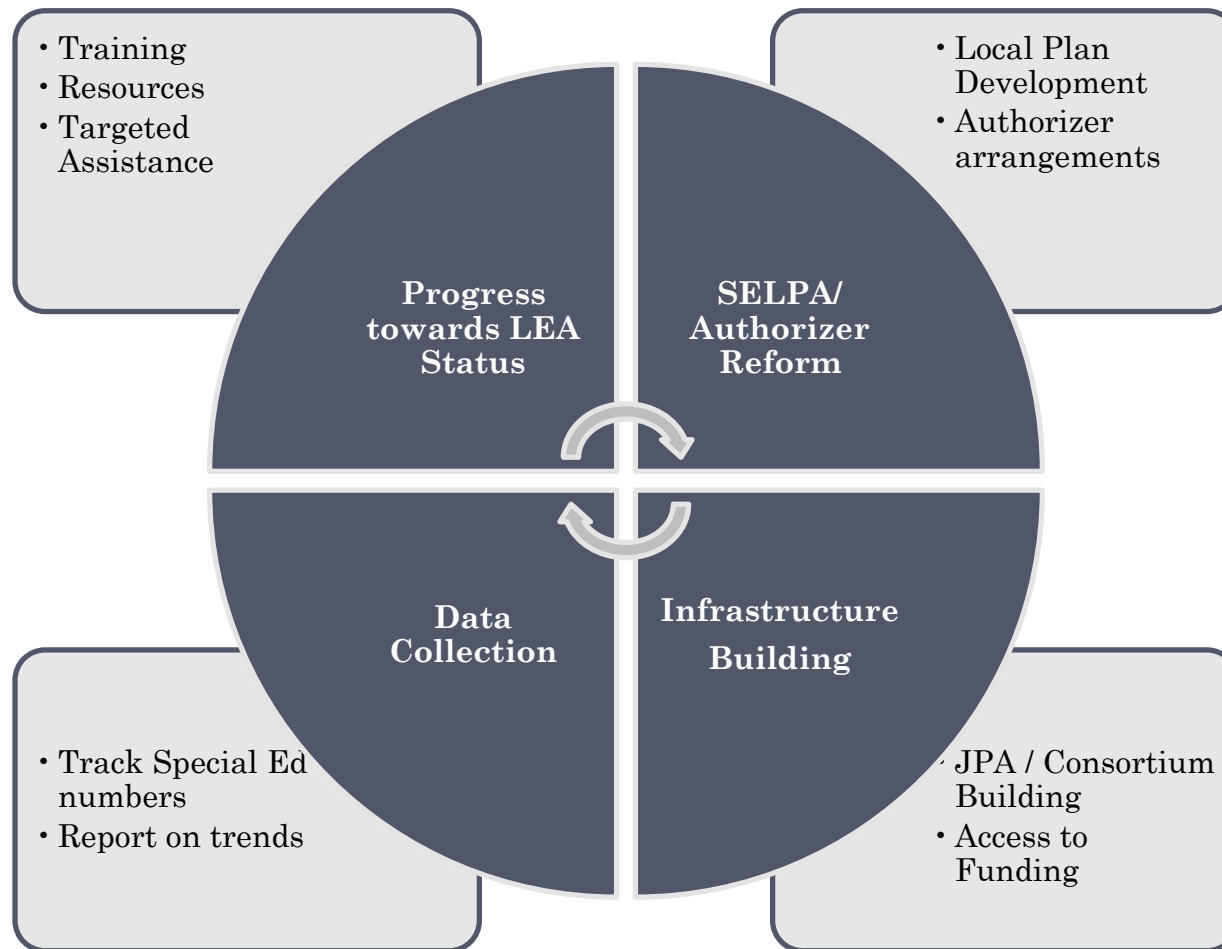 • Training
• Resources
• Targeted
Assistance
• Local Plan
Development
• Authorizer
arrangements
Progress
towards LEA
Status
SELPA/
Authorizer
Reform
Data
Collection
Infrastructure
Building
• Track Special Ed
numbers
• Report on trends
• JPA / Consortium
Building
• Access to
Funding